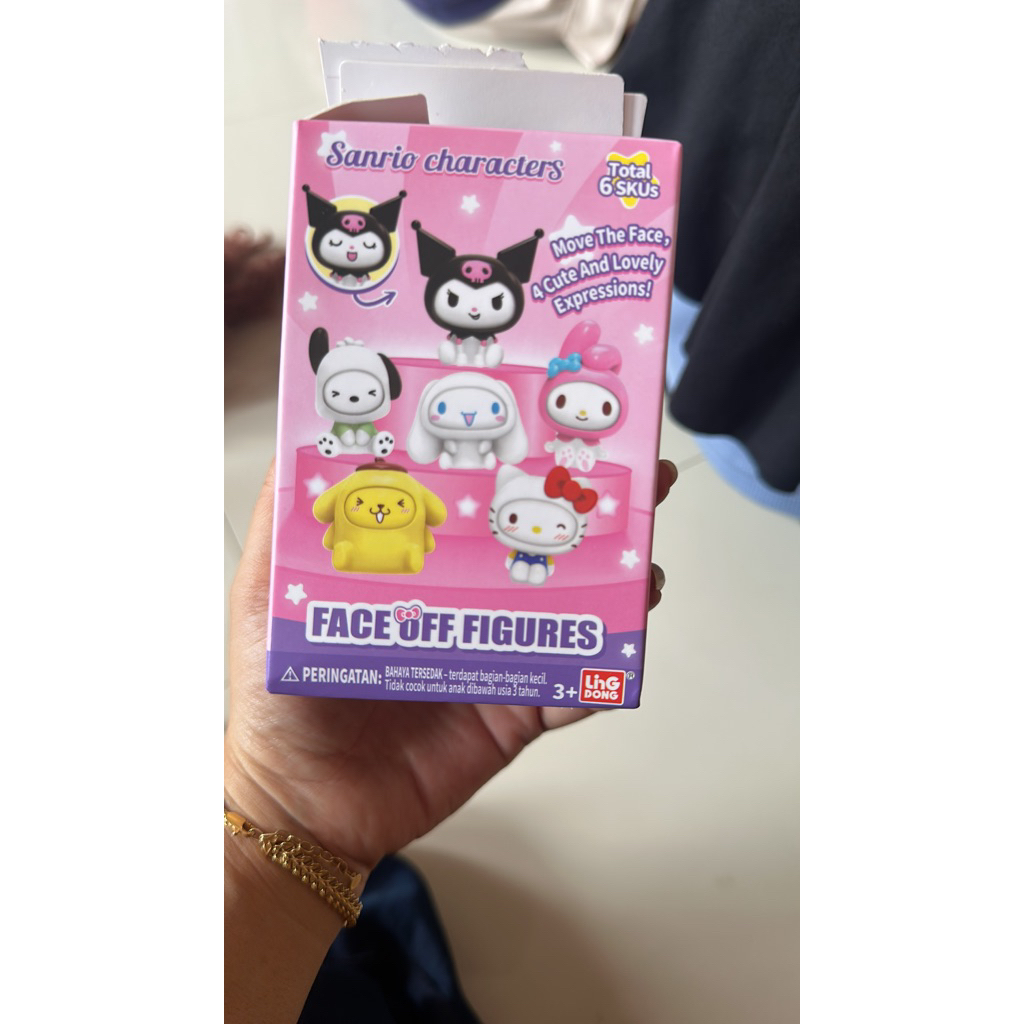 Sanrio characters
Total
6 SKUs
Move The Face,
4 Cute And Lovely
Expressions!
FACE OFF FIGURES
PERINGATAN: BAHAYA TERSEDAK - terdapat bagian-bagian kecil.
Tidak cocok untuk anak dibawah usia 3 tahun.
3+
LinG
DONG
®